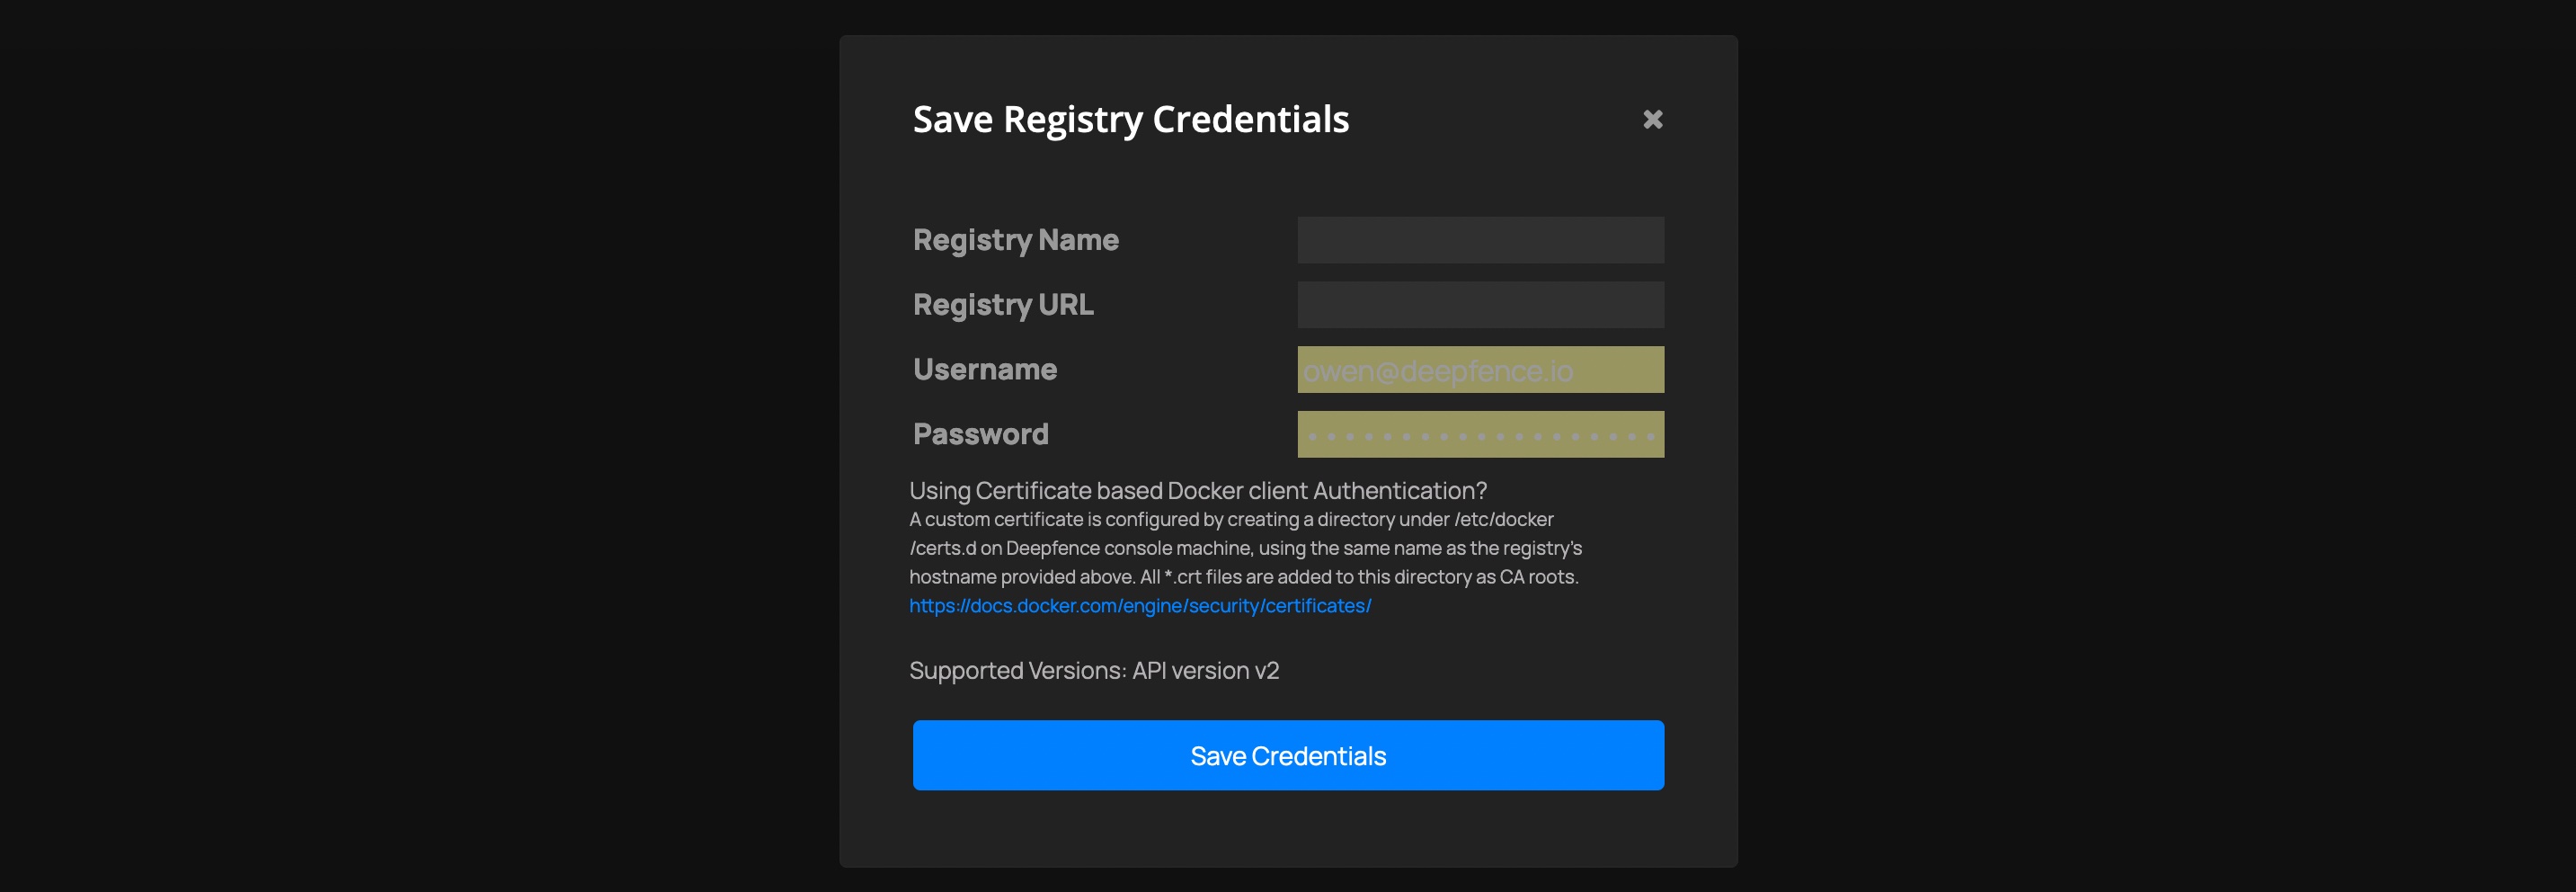 Save Registry Credentials
Registry Name
Registry URL
Username owen@deepfence.io
Password •••••••••••••••••••
Using Certificate based Docker client Authentication?
A custom certificate is configured by creating a directory under /etc/docker
/certs.d on Deepfence console machine, using the same name as the registry's
hostname provided above. All *.crt files are added to this directory as CA roots.
https://docs.docker.com/engine/security/certificates/
Supported Versions: API version v2
Save Credentials